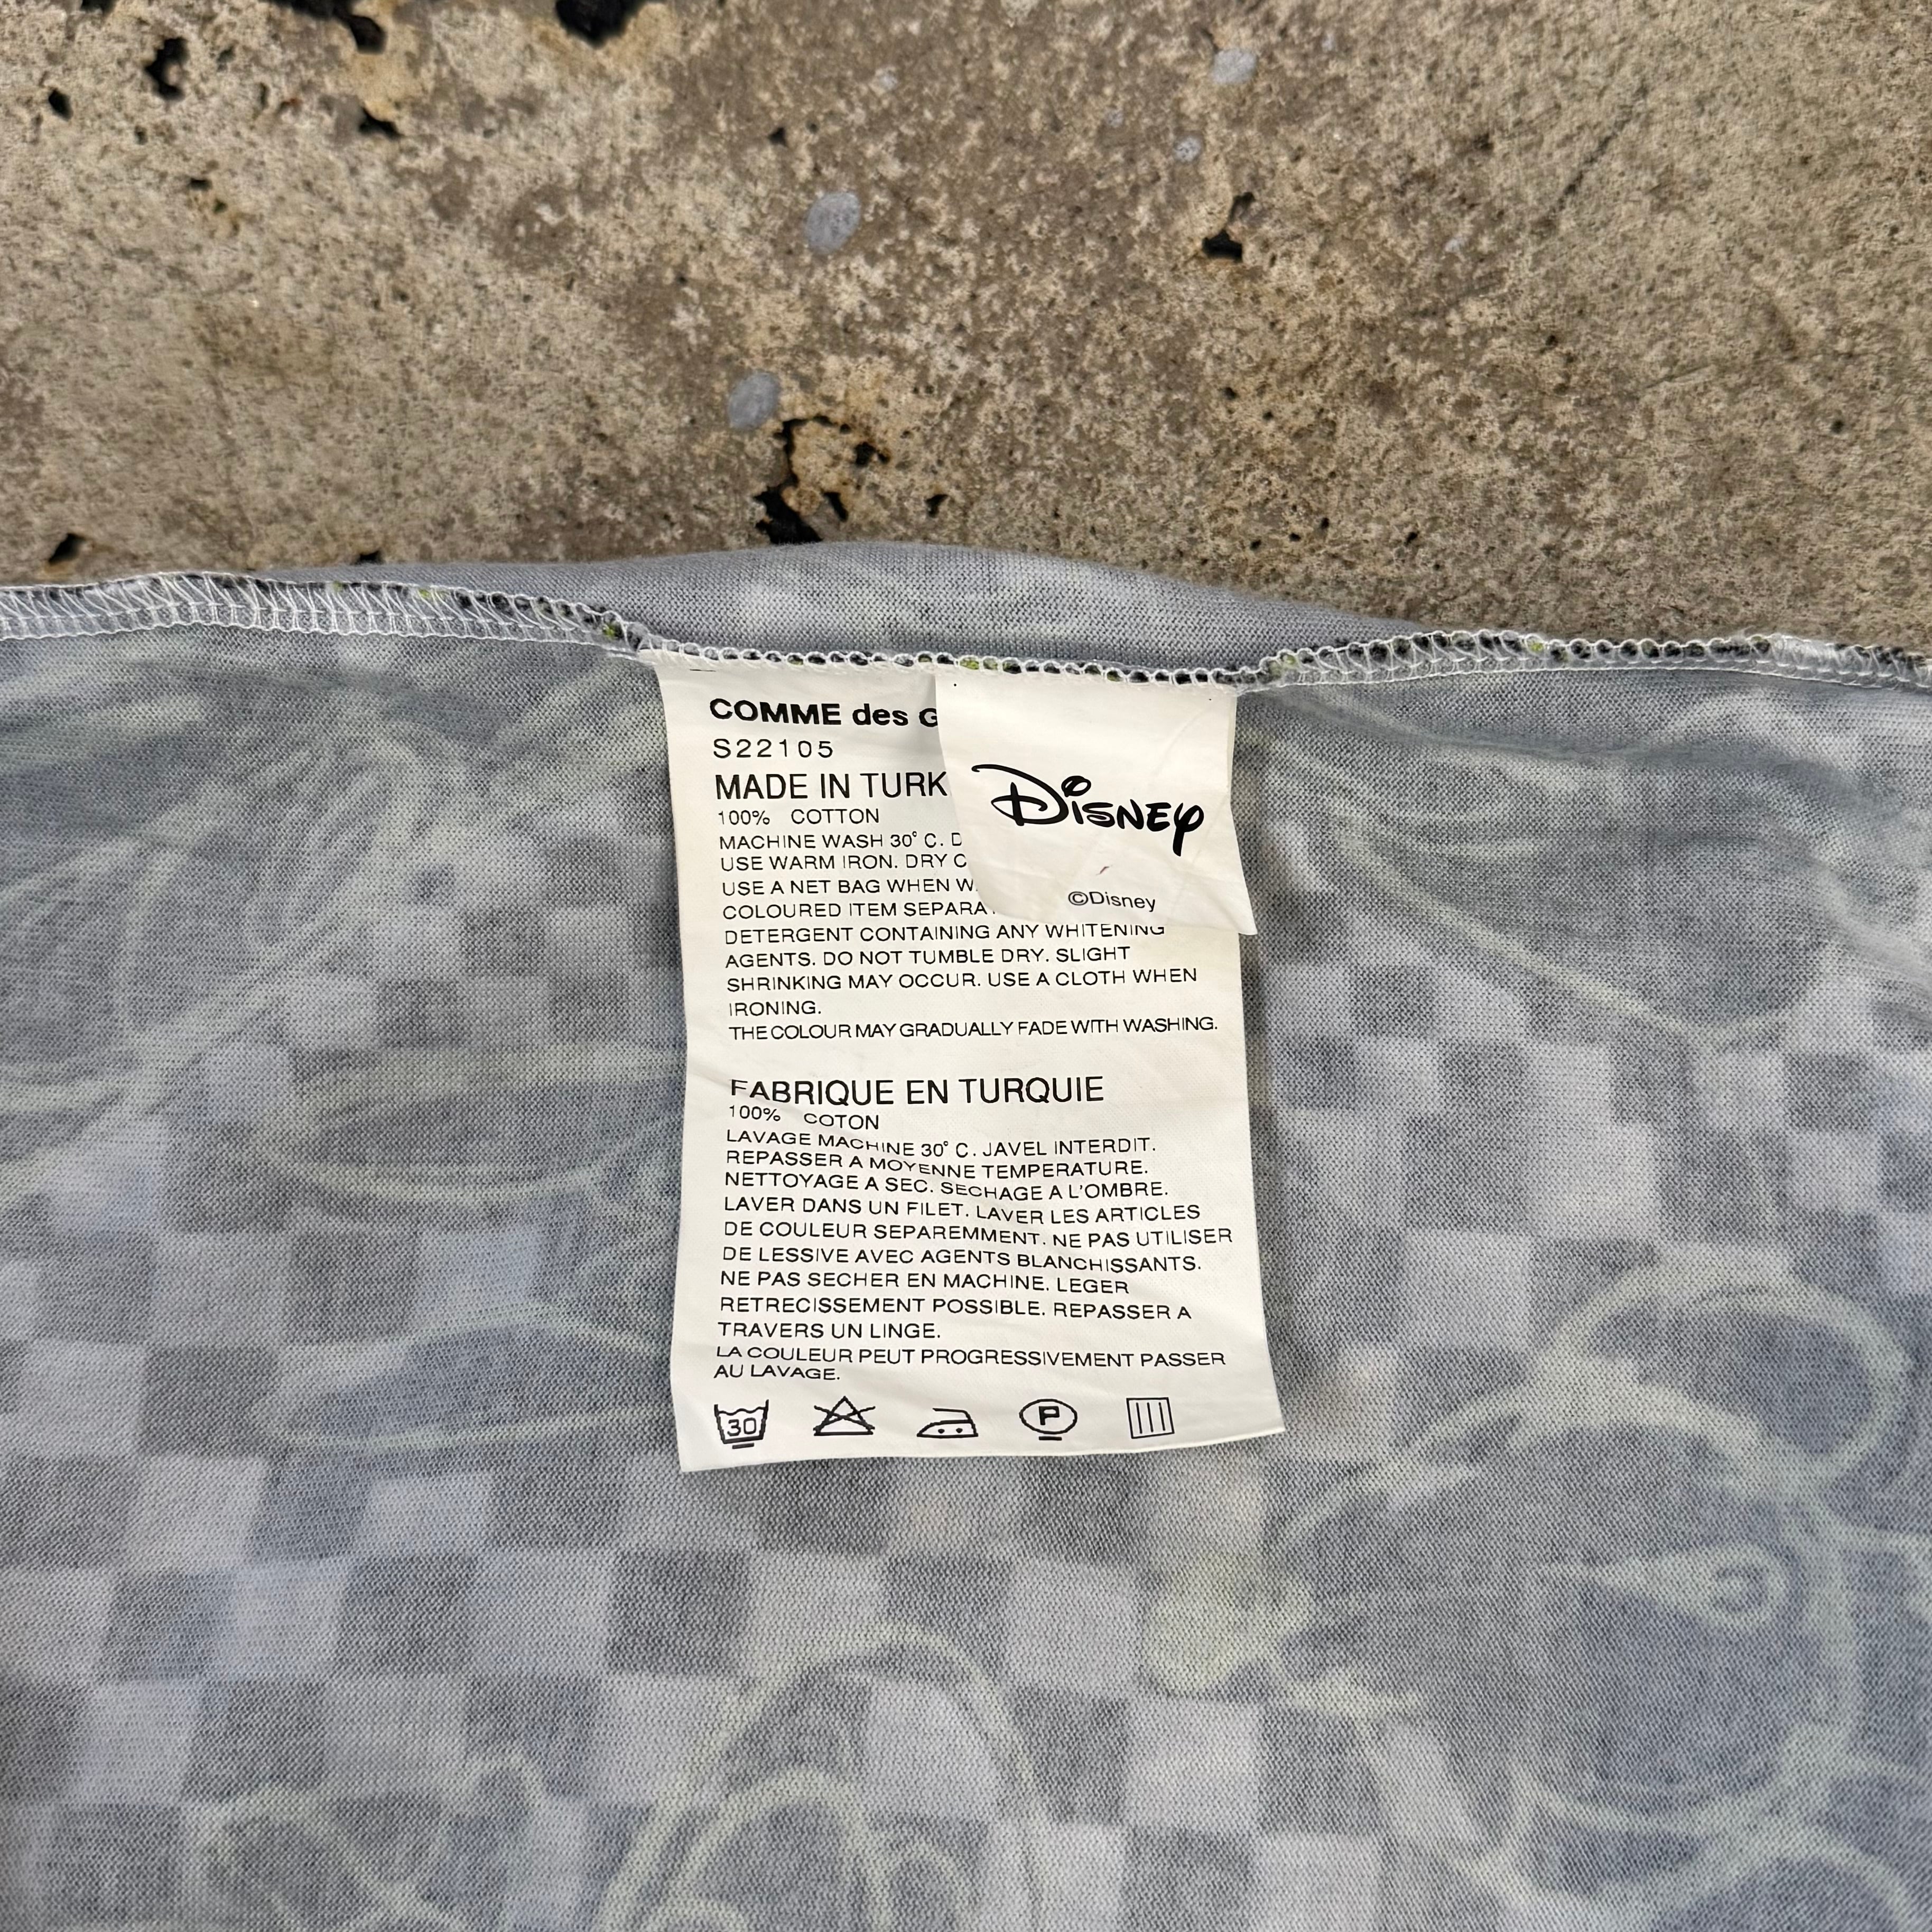 COMME des G
S22105
MADE IN TURK
100% COTTON
MACHINE WASH 30° C. D
USE WARM IRON. DRY C
USE A NET BAG WHEN W
COLOURED ITEM SEPARA
DETERGENT CONTAINING ANY WHITENING
AGENTS. DO NOT TUMBLE DRY. SLIGHT
SHRINKING MAY OCCUR. USE A CLOTH WHEN
IRONING.
THE COLOUR MAY GRADUALLY FADE WITH WASHING.
Disney
©Disney
FABRIQUE EN TURQUIE
100% COTON
LAVAGE MACHINE 30° C. JAVEL INTERDIT.
REPASSER A MOYENNE TEMPERATURE.
NETTOYAGE A SEC. SECHAGE A L'OMBRE.
LAVER DANS UN FILET. LAVER LES ARTICLES
DE COULEUR SEPAREMMENT. NE PAS UTILISER
DE LESSIVE AVEC AGENTS BLANCHISSANTS.
NE PAS SECHER EN MACHINE. LEGER
RETRECISSEMENT POSSIBLE. REPASSER A
TRAVERS UN LINGE.
LA COULEUR PEUT PROGRESSIVEMENT PASSER
AU LAVAGE.
30
P